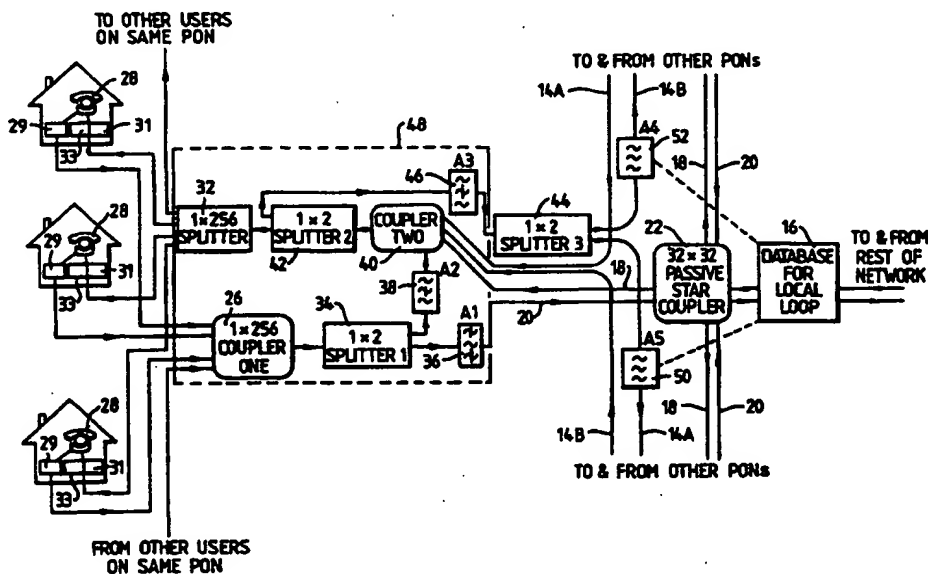 TO OTHER USERS
ON SAME PON
28
29
31
33
28
29
31
33
28
29
31
33
FROM OTHER USERS
ON SAME PON
48
32
1×256
SPLITTER
1×2
SPLITTER 2
42
COUPLER
TWO
40
A3
46
26
1×256
COUPLER
ONE
34
1×2
SPLITTER 1
A2
38
A1
36
44
1×2
SPLITTER 3
TO & FROM OTHER PONs
14A
14B
A4
52
18
20
22
32×32
PASSIVE
STAR
COUPLER
18
20
16
DATABASE
FOR
LOCAL
LOOP
TO & FROM
REST OF
NETWORK
A5
50
14B
14A
18
20
TO & FROM OTHER PONs